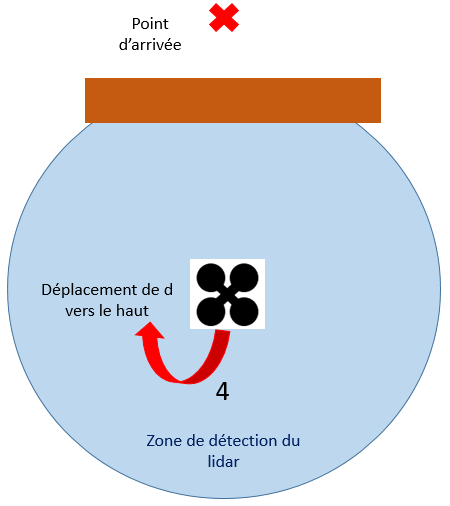 Point
d’arrivée
Déplacement de d
vers le haut
4
Zone de détection du
lidar